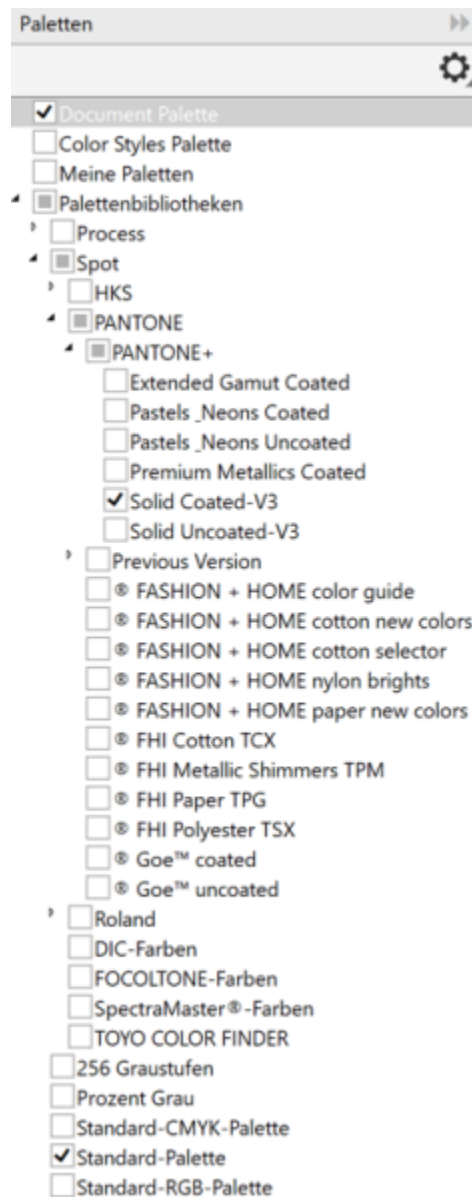 Paletten
Document Palette
Color Styles Palette
Meine Paletten
Palettenbibliotheken
Process
Spot
HKS
PANTONE
PANTONE+
Extended Gamut Coated
Pastels _Neons Coated
Pastels _Neons Uncoated
Premium Metallics Coated
Solid Coated-V3
Solid Uncoated-V3
Previous Version
® FASHION + HOME color guide
® FASHION + HOME cotton new colors
® FASHION + HOME cotton selector
® FASHION + HOME nylon brights
® FASHION + HOME paper new colors
® FHI Cotton TCX
® FHI Metallic Shimmers TPM
® FHI Paper TPG
® FHI Polyester TSX
® Goe™ coated
® Goe™ uncoated
Roland
DIC-Farben
FOCOLTONE-Farben
SpectraMaster®-Farben
TOYO COLOR FINDER
256 Graustufen
Prozent Grau
Standard-CMYK-Palette
Standard-Palette
Standard-RGB-Palette